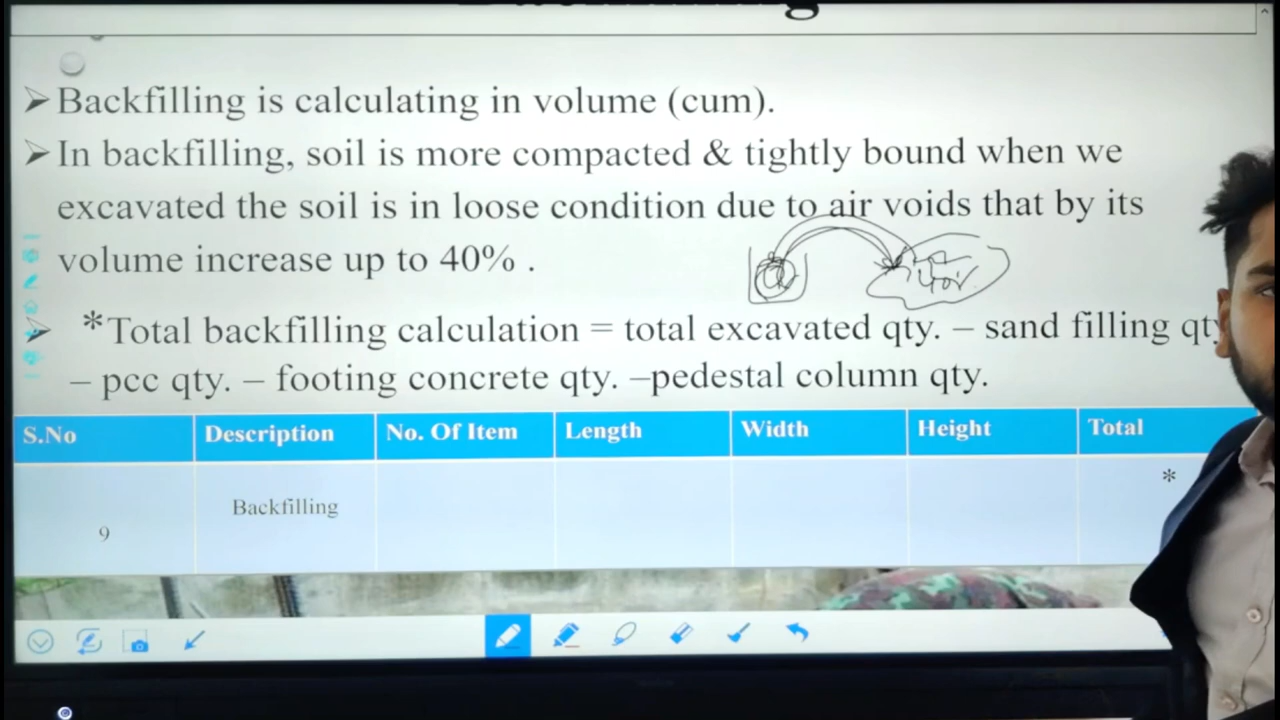 Backfilling is calculating in volume (cum).
In backfilling, soil is more compacted & tightly bound when we
excavated the soil is in loose condition due to air voids that by its
volume increase up to 40% .
*Total backfilling calculation = total excavated qty. – sand filling qty
– pcc qty. – footing concrete qty. –pedestal column qty.
S.No Description No. Of Item Length Width Height Total
9 Backfilling *